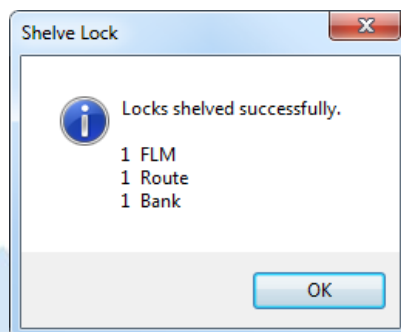 Shelve Lock
Locks shelved successfully.
1 FLM
1 Route
1 Bank
OK